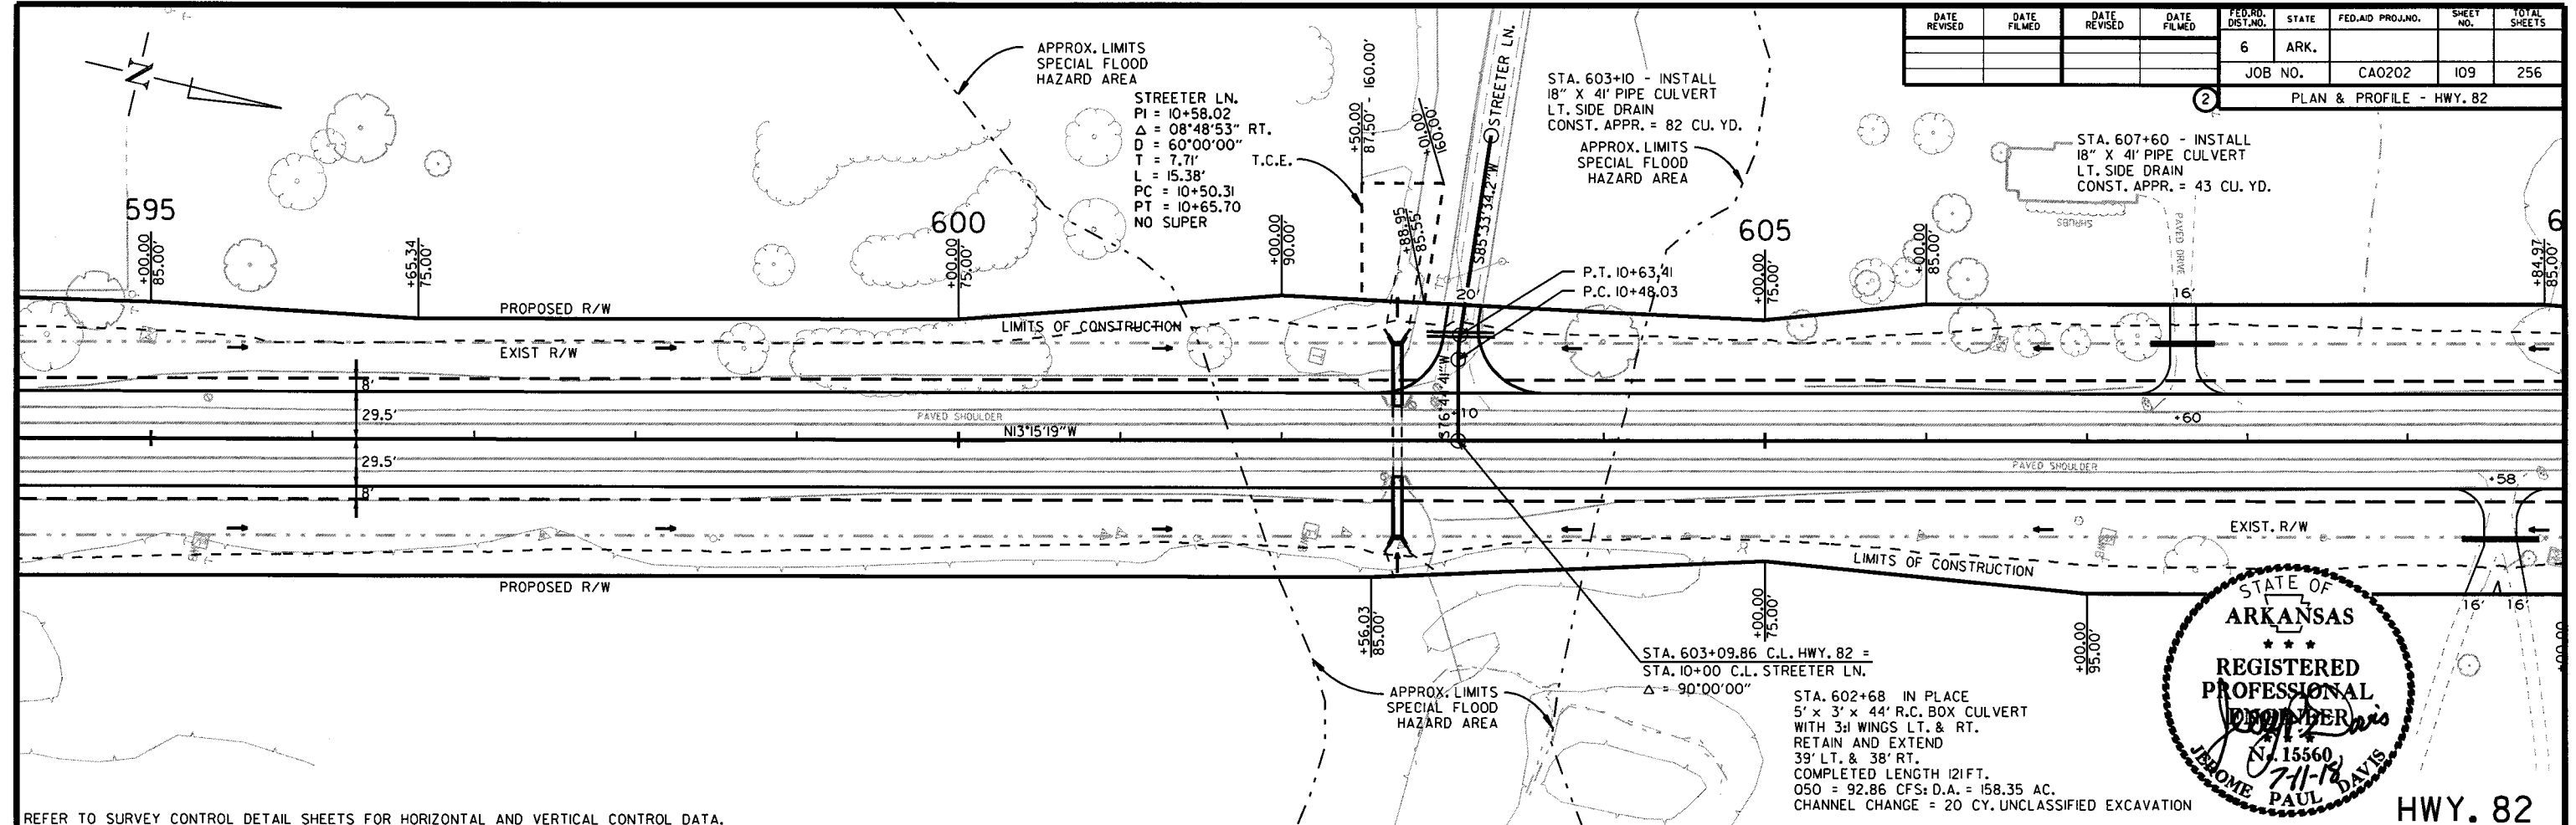 DATE REVISED
DATE FILMED
DATE REVISED
DATE FILMED
FED.RD. DIST.NO.
STATE
FED.AID PROJ.NO.
SHEET NO.
TOTAL SHEETS
6
ARK.
JOB NO.
CA0202
109
256
2
PLAN & PROFILE - HWY. 82
N
APPROX. LIMITS
SPECIAL FLOOD
HAZARD AREA
STREETER LN.
PI = 10+58.02
Δ = 08°48'53" RT.
D = 60°00'00"
T = 7.71'
L = 15.38'
PC = 10+50.31
PT = 10+65.70
NO SUPER
T.C.E.
+50.00
87.50' - 160.00'
+01.00'
160.00'
+88.95
85.55'
STREETER LN.
S85°33'34.2"W
STA. 603+10 - INSTALL
18" X 41' PIPE CULVERT
LT. SIDE DRAIN
CONST. APPR. = 82 CU. YD.
APPROX. LIMITS
SPECIAL FLOOD
HAZARD AREA
STA. 607+60 - INSTALL
18" X 41' PIPE CULVERT
LT. SIDE DRAIN
CONST. APPR. = 43 CU. YD.
SHRUBS
PAVED DRIVE
595
+00.00
85.00'
+65.34
75.00'
600
+00.00
75.00'
+00.00
90.00'
605
+00.00
75.00'
+00.00
85.00'
6
+84.97
85.00'
P.T. 10+63.41
P.C. 10+48.03
20'
16'
PROPOSED R/W
LIMITS OF CONSTRUCTION
EXIST R/W
8'
29.5'
PAVED SHOULDER
N13°15'19"W
S76°44'41"W
+10
+60
29.5'
8'
PAVED SHOULDER
+58
EXIST. R/W
LIMITS OF CONSTRUCTION
PROPOSED R/W
16'
16'
+56.03
85.00'
+00.00
75.00'
+00.00
95.00'
+00.00
STA. 603+09.86 C.L. HWY. 82 =
STA. 10+00 C.L. STREETER LN.
Δ = 90°00'00"
APPROX. LIMITS
SPECIAL FLOOD
HAZARD AREA
STA. 602+68 IN PLACE
5' x 3' x 44' R.C. BOX CULVERT
WITH 3:1 WINGS LT. & RT.
RETAIN AND EXTEND
39' LT. & 38' RT.
COMPLETED LENGTH 121 FT.
Q50 = 92.86 CFS: D.A. = 158.35 AC.
CHANNEL CHANGE = 20 CY. UNCLASSIFIED EXCAVATION
STATE OF
ARKANSAS
* * *
REGISTERED
PROFESSIONAL
ENGINEER
* * *
No. 15560
7-11-18
JEROME PAUL DAVIS
REFER TO SURVEY CONTROL DETAIL SHEETS FOR HORIZONTAL AND VERTICAL CONTROL DATA.
HWY. 82